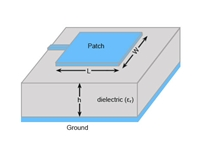 Patch
W
L
h
dielectric (εᵣ)
Ground